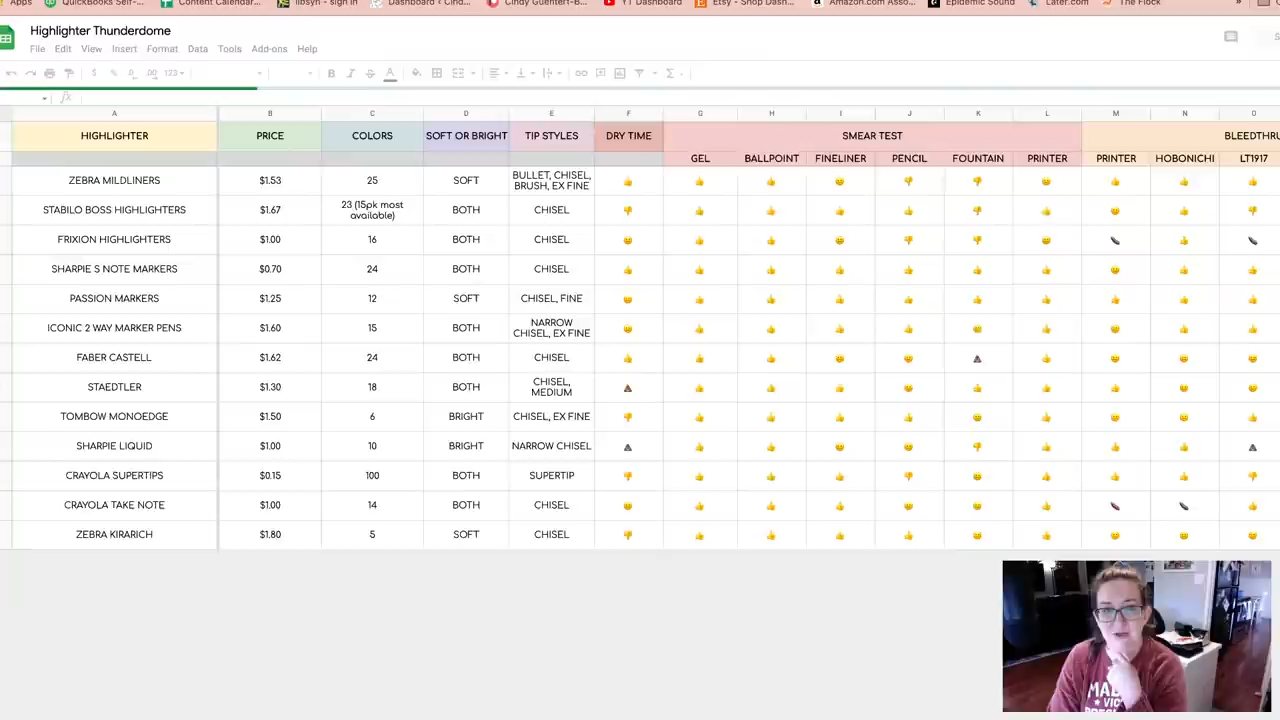 Apps QuickBooks Self-... Content Calendar... libsyn - sign in Dashboard ‹ Cind... Cindy Guentert-B... YT Dashboard Etsy - Shop Dash... Amazon.com Asso... Epidemic Sound Later.com The Flock »
Highlighter Thunderdome
File Edit View Insert Format Data Tools Add-ons Help
$ % .0 .00 123 B I S A
fx
A B C D E F G H I J K L M N O
HIGHLIGHTER PRICE COLORS SOFT OR BRIGHT TIP STYLES DRY TIME SMEAR TEST BLEEDTHRU
GEL BALLPOINT FINELINER PENCIL FOUNTAIN PRINTER PRINTER HOBONICHI LT1917
ZEBRA MILDLINERS $1.53 25 SOFT BULLET, CHISEL,
BRUSH, EX FINE
STABILO BOSS HIGHLIGHTERS $1.67 23 (15pk most
available) BOTH CHISEL
FRIXION HIGHLIGHTERS $1.00 16 BOTH CHISEL
SHARPIE S NOTE MARKERS $0.70 24 BOTH CHISEL
PASSION MARKERS $1.25 12 SOFT CHISEL, FINE
ICONIC 2 WAY MARKER PENS $1.60 15 BOTH NARROW
CHISEL, EX FINE
FABER CASTELL $1.62 24 BOTH CHISEL
STAEDTLER $1.30 18 BOTH CHISEL,
MEDIUM
TOMBOW MONOEDGE $1.50 6 BRIGHT CHISEL, EX FINE
SHARPIE LIQUID $1.00 10 BRIGHT NARROW CHISEL
CRAYOLA SUPERTIPS $0.15 100 BOTH SUPERTIP
CRAYOLA TAKE NOTE $1.00 14 BOTH CHISEL
ZEBRA KIRARICH $1.80 5 SOFT CHISEL